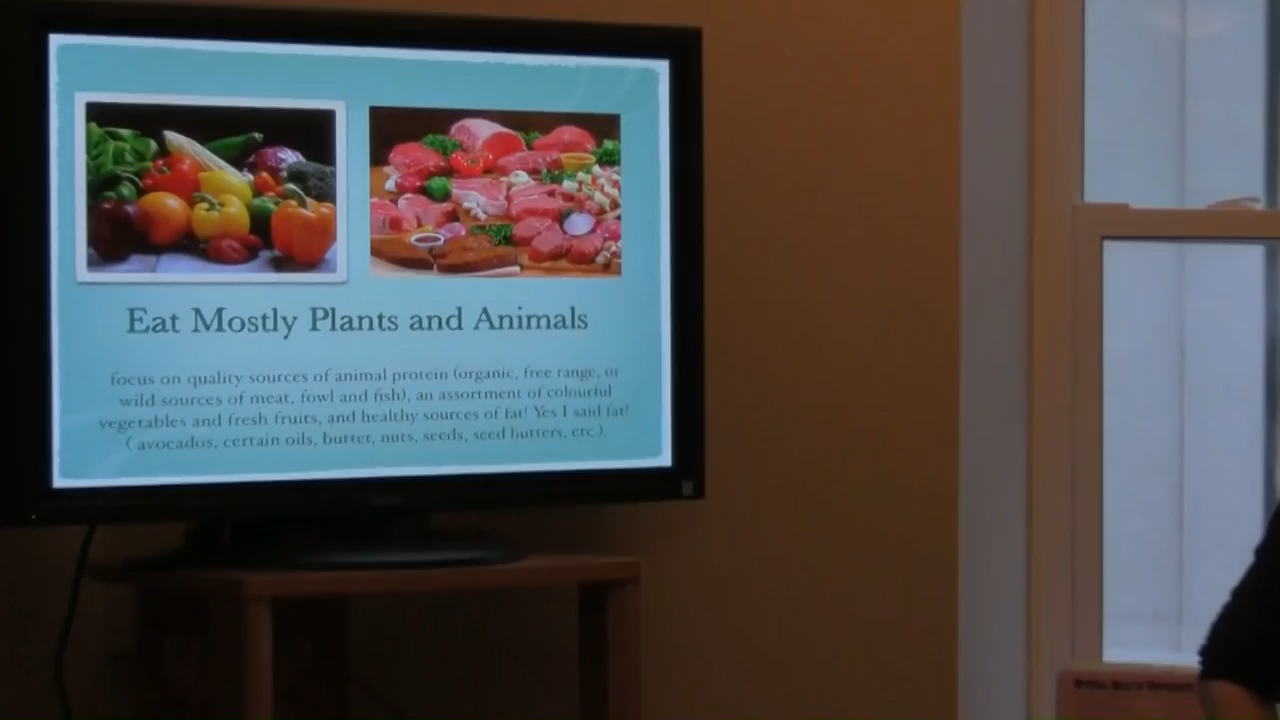 Eat Mostly Plants and Animals
focus on quality sources of animal protein (organic, free range, or
wild sources of meat, fowl and fish), an assortment of colourful
vegetables and fresh fruits, and healthy sources of fat! Yes I said fat!
( avocados, certain oils, butter, nuts, seeds, seed butters, etc.).